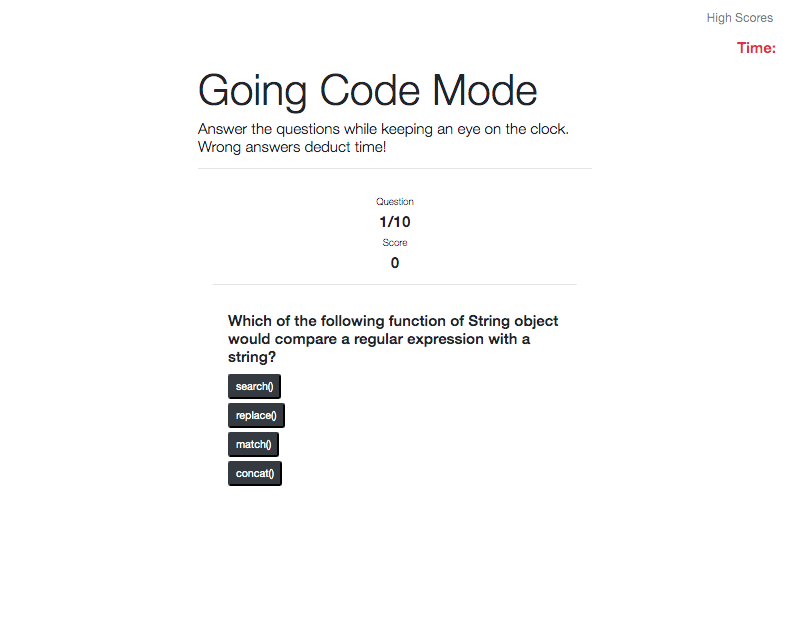 High Scores
Time:
Going Code Mode
Answer the questions while keeping an eye on the clock.
Wrong answers deduct time!
Question
1/10
Score
0
Which of the following function of String object
would compare a regular expression with a
string?
search()
replace()
match()
concat()